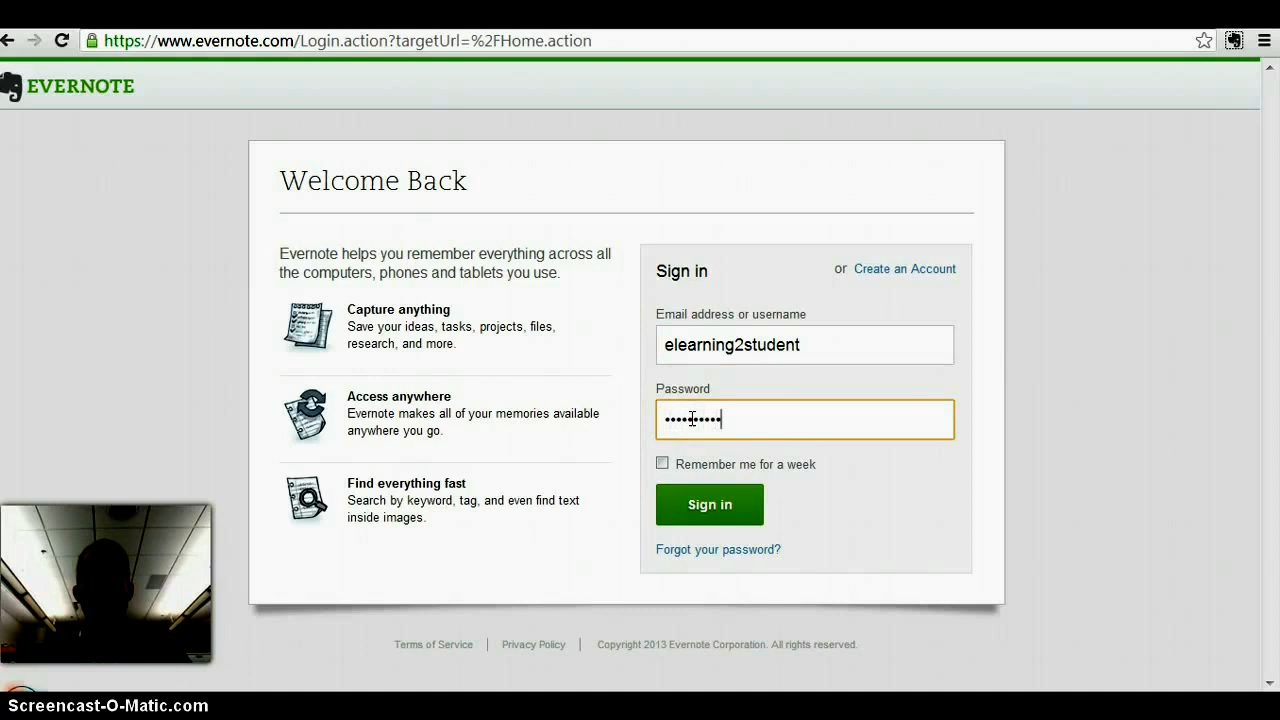 https://www.evernote.com/Login.action?targetUrl=%2FHome.action
EVERNOTE
Welcome Back
Evernote helps you remember everything across all
the computers, phones and tablets you use.
Capture anything
Save your ideas, tasks, projects, files,
research, and more.
Access anywhere
Evernote makes all of your memories available
anywhere you go.
Find everything fast
Search by keyword, tag, and even find text
inside images.
Sign in or Create an Account
Email address or username
elearning2student
Password
••••••••••
Remember me for a week
Sign in
Forgot your password?
Terms of Service | Privacy Policy | Copyright 2013 Evernote Corporation. All rights reserved.
Screencast-O-Matic.com